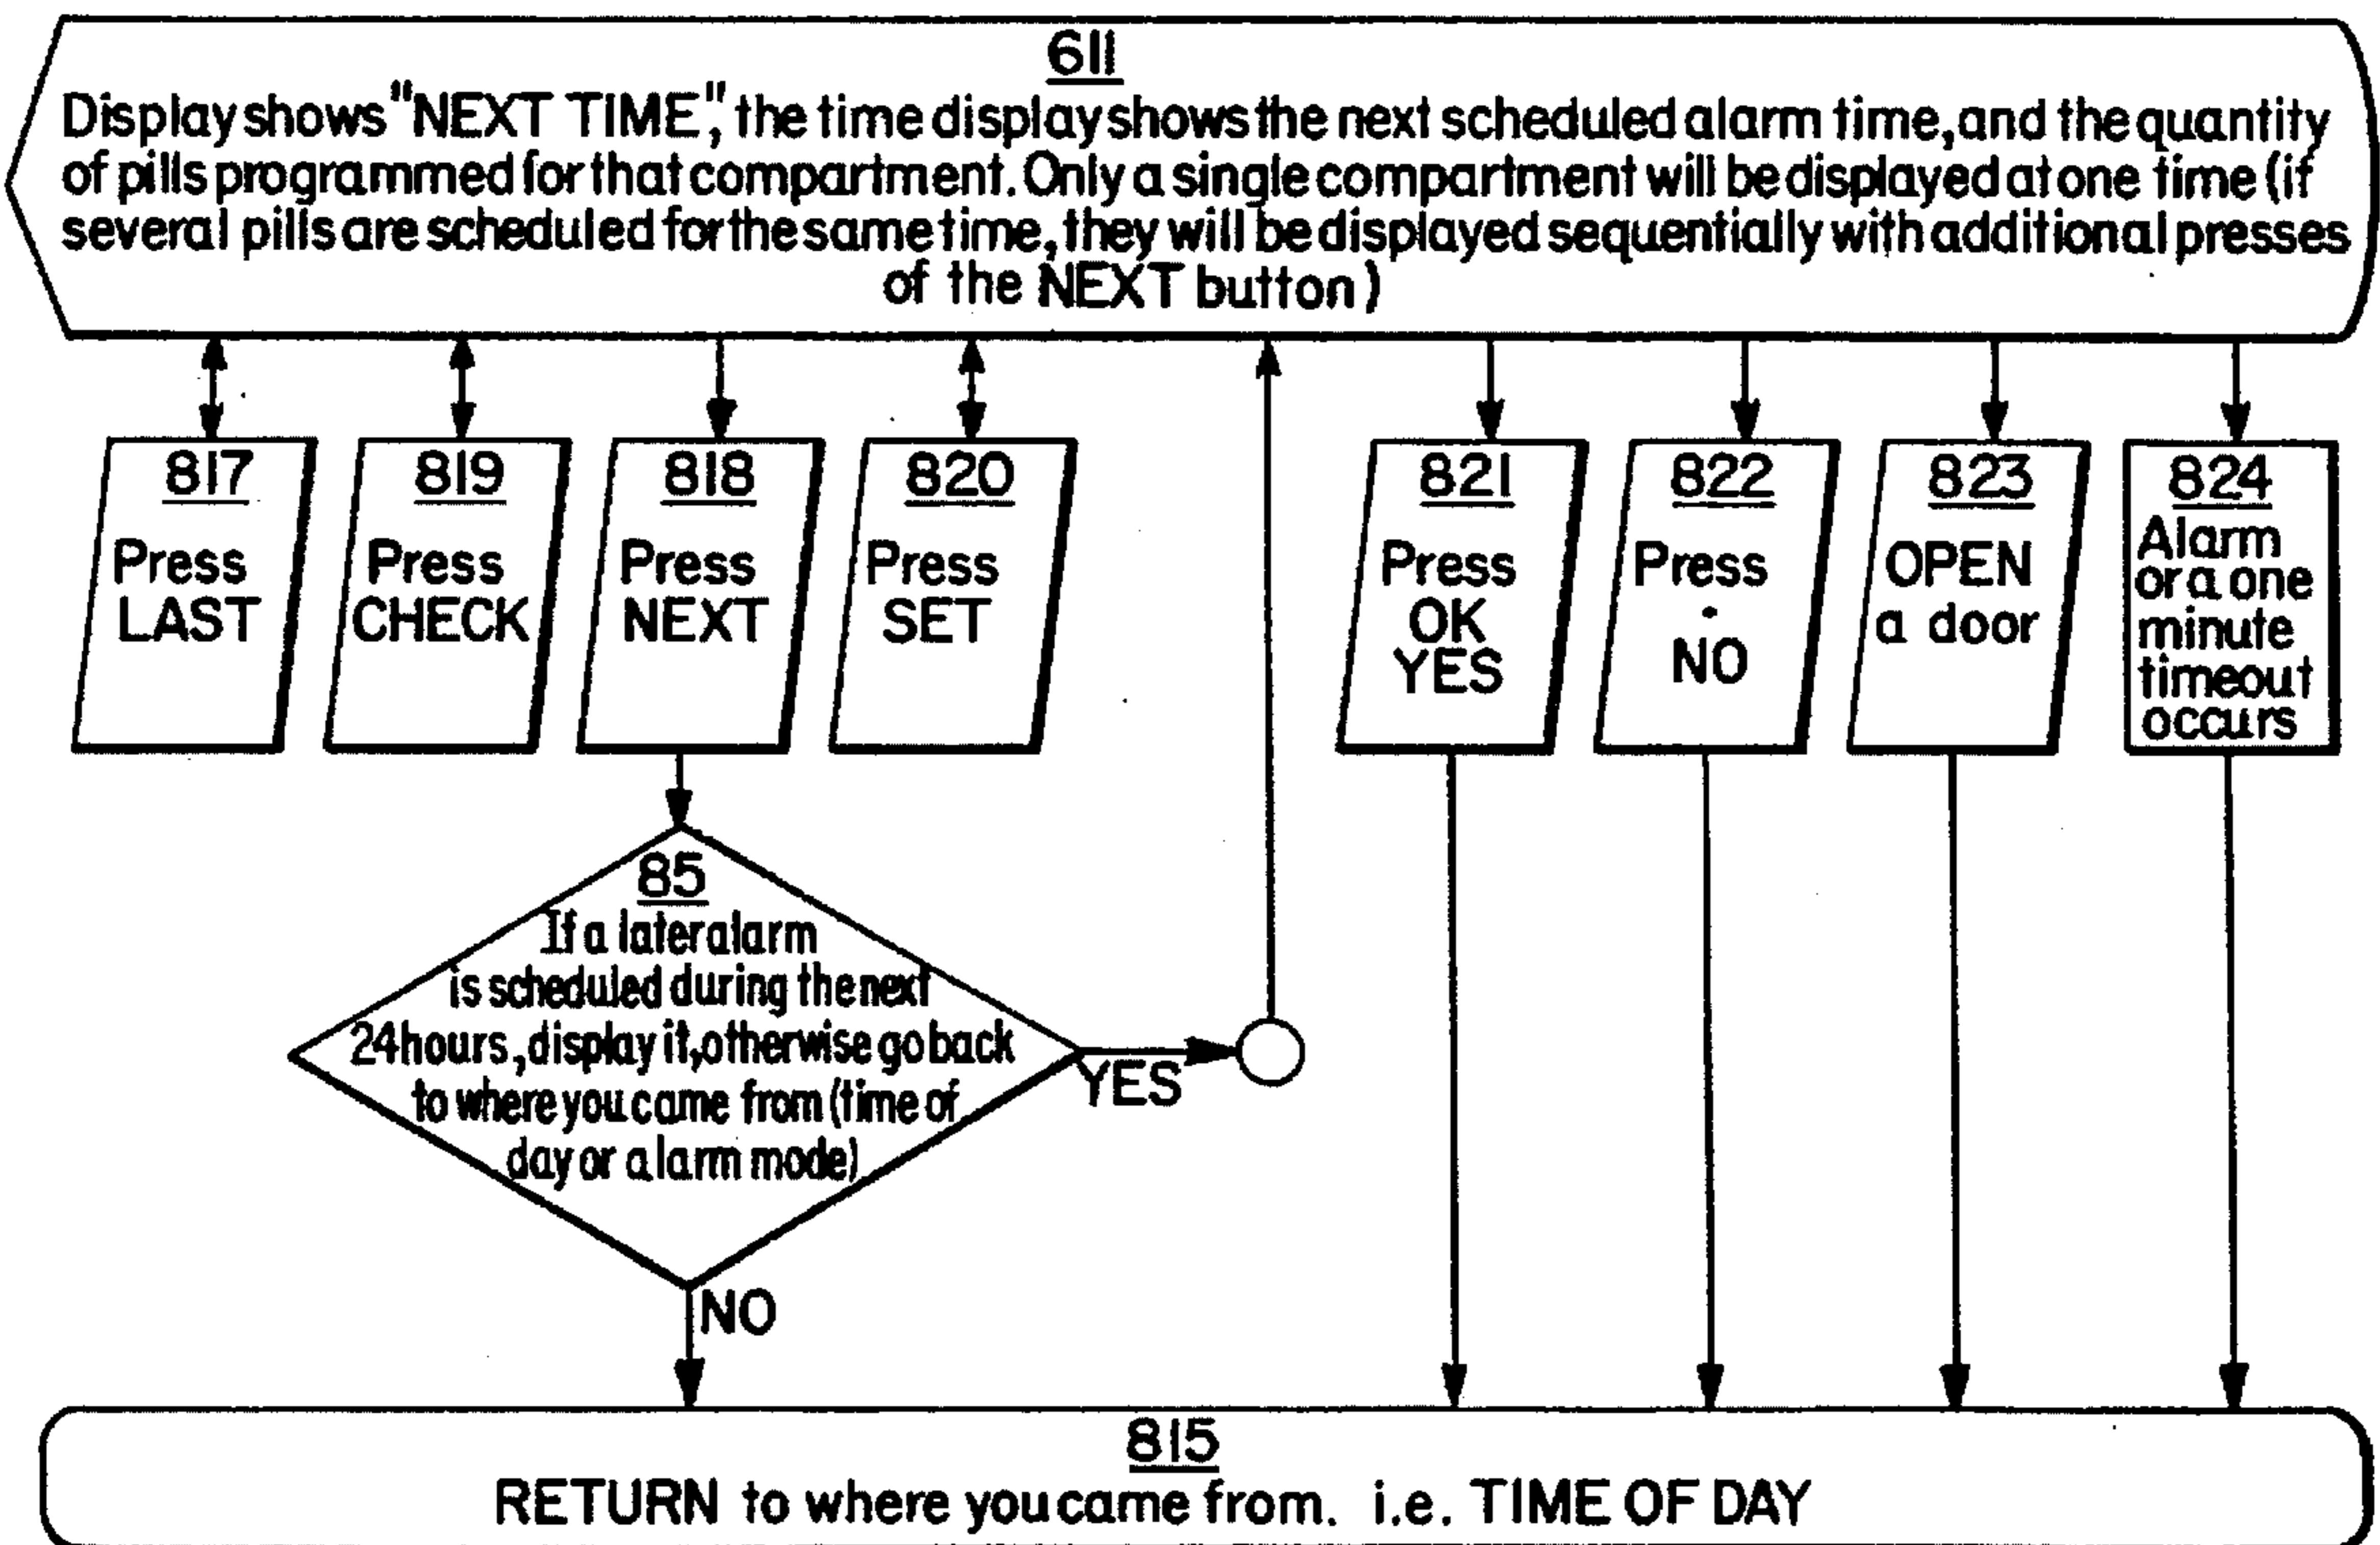 611
Display shows "NEXT TIME", the time display shows the next scheduled alarm time, and the quantity
of pills programmed for that compartment. Only a single compartment will be displayed at one time (if
several pills are scheduled for the same time, they will be displayed sequentially with additional presses
of the NEXT button)
817
Press
LAST
819
Press
CHECK
818
Press
NEXT
820
Press
SET
821
Press
OK
YES
822
Press
NO
823
OPEN
a door
824
Alarm
or a one
minute
timeout
occurs
85
If a later alarm
is scheduled during the next
24 hours, display it, otherwise go back
to where you came from (time of
day or alarm mode)
YES
NO
815
RETURN to where you came from. i.e. TIME OF DAY